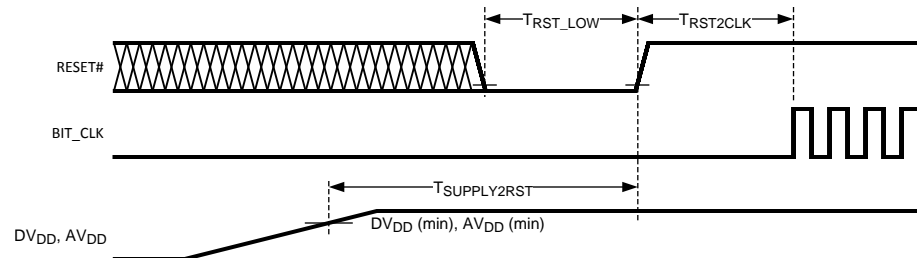 TRST_LOW
TRST2CLK
RESET#
BIT_CLK
TSUPPLY2RST
DVDD (min), AVDD (min)
DVDD, AVDD